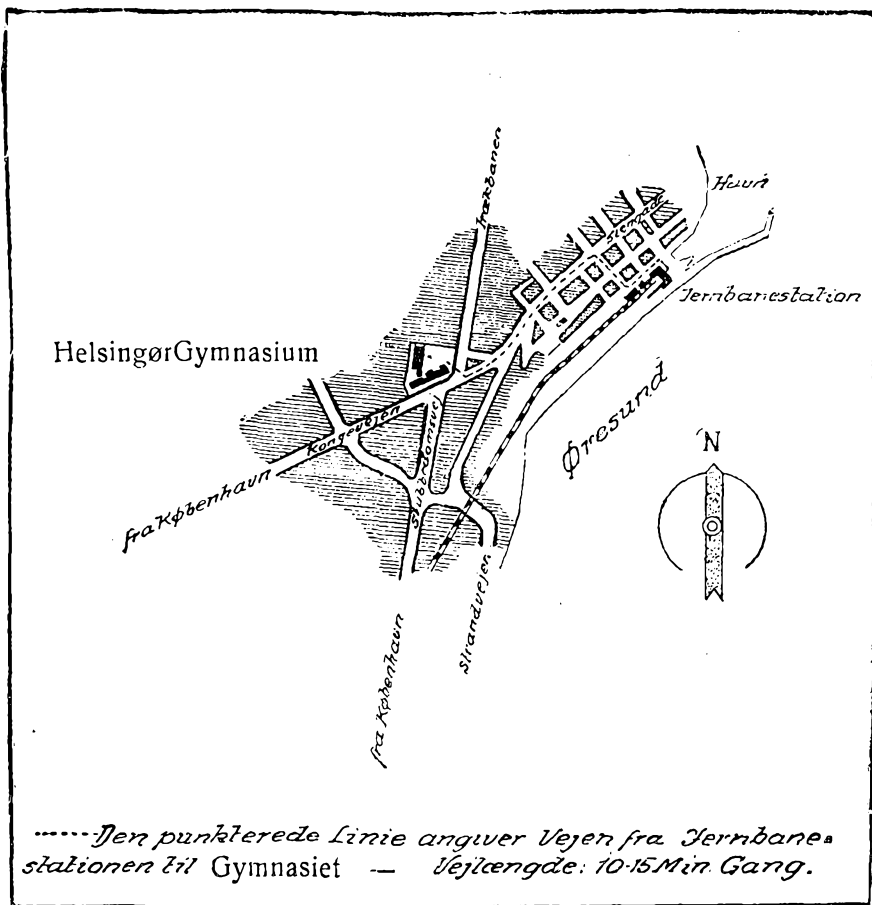 Trækbanen
Havn
Stengade
Jernbanestation
Helsingør Gymnasium
Øresund
Kongevejen
N
Stubbedamsvej
fra København
Strandvejen
fra København
------Den punkterede Linie angiver Vejen fra Jernbane=
stationen til Gymnasiet — Vejlængde: 10-15 Min. Gang.